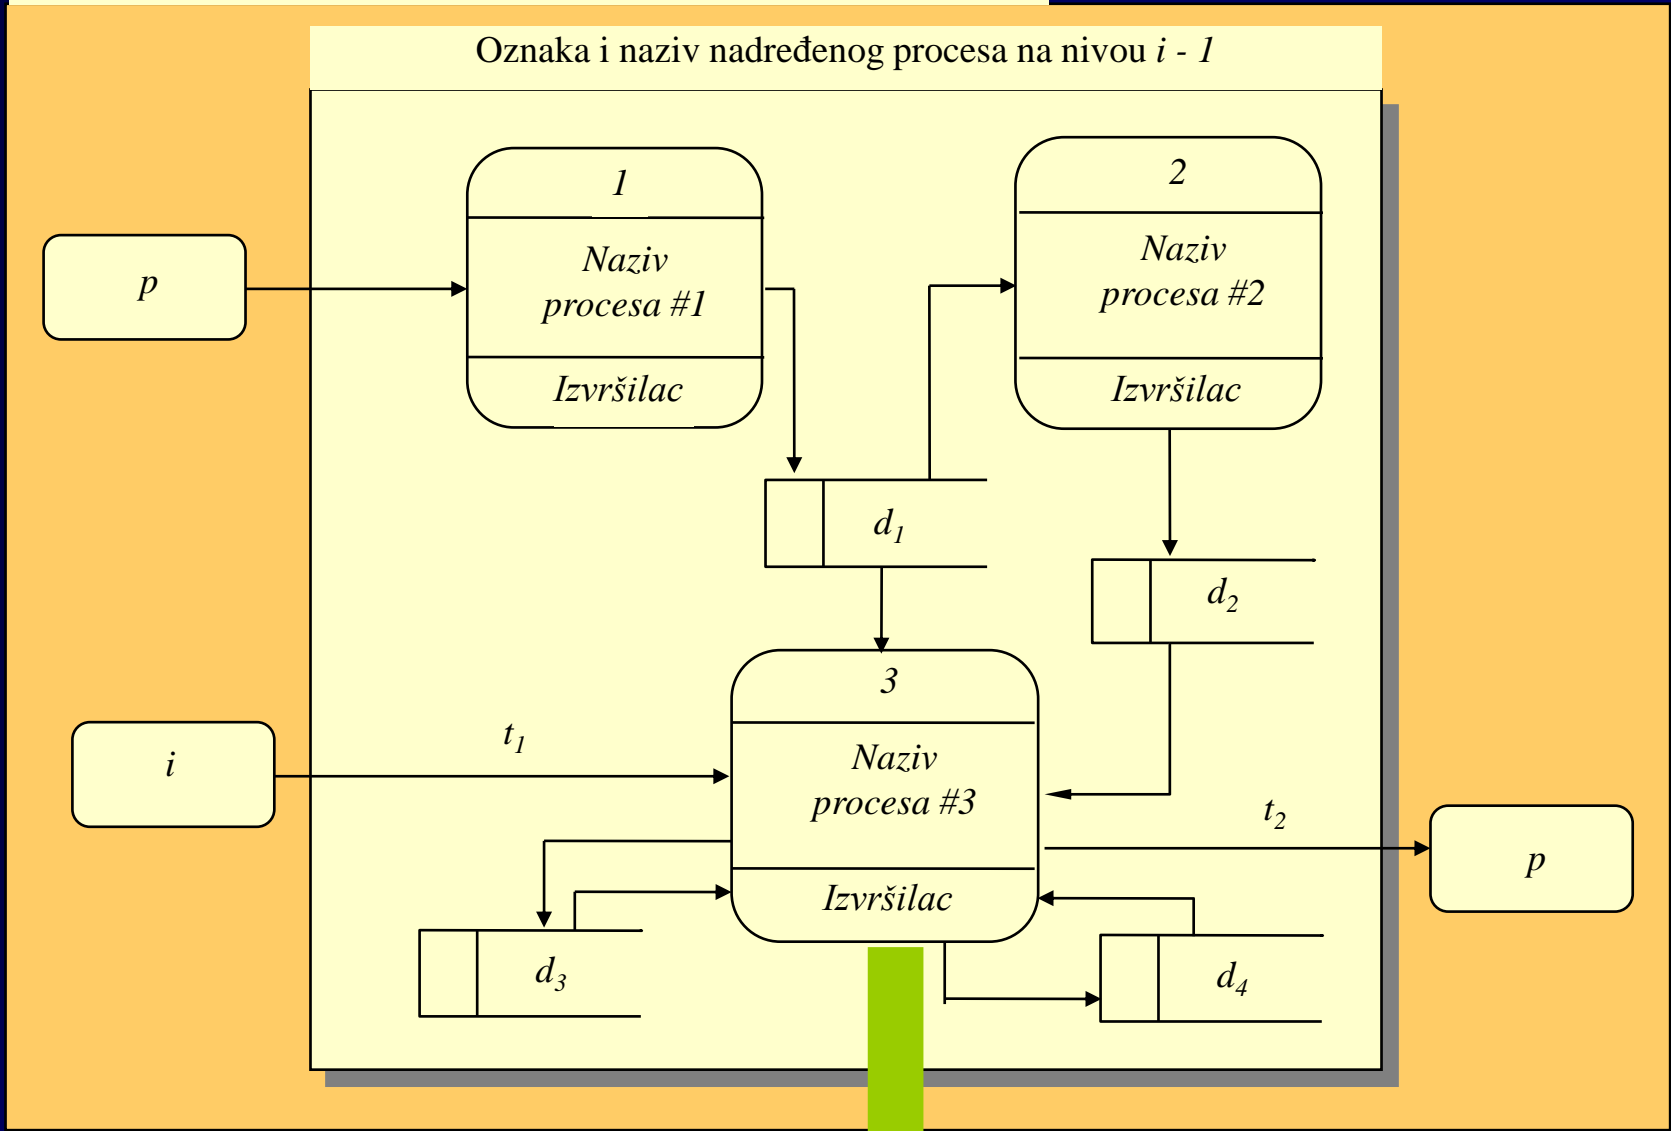 Oznaka i naziv nadređenog procesa na nivou i - 1
1
Naziv
procesa #1
Izvršilac
2
Naziv
procesa #2
Izvršilac
p
d1
d2
3
Naziv
procesa #3
Izvršilac
i
t1
t2
p
d3
d4